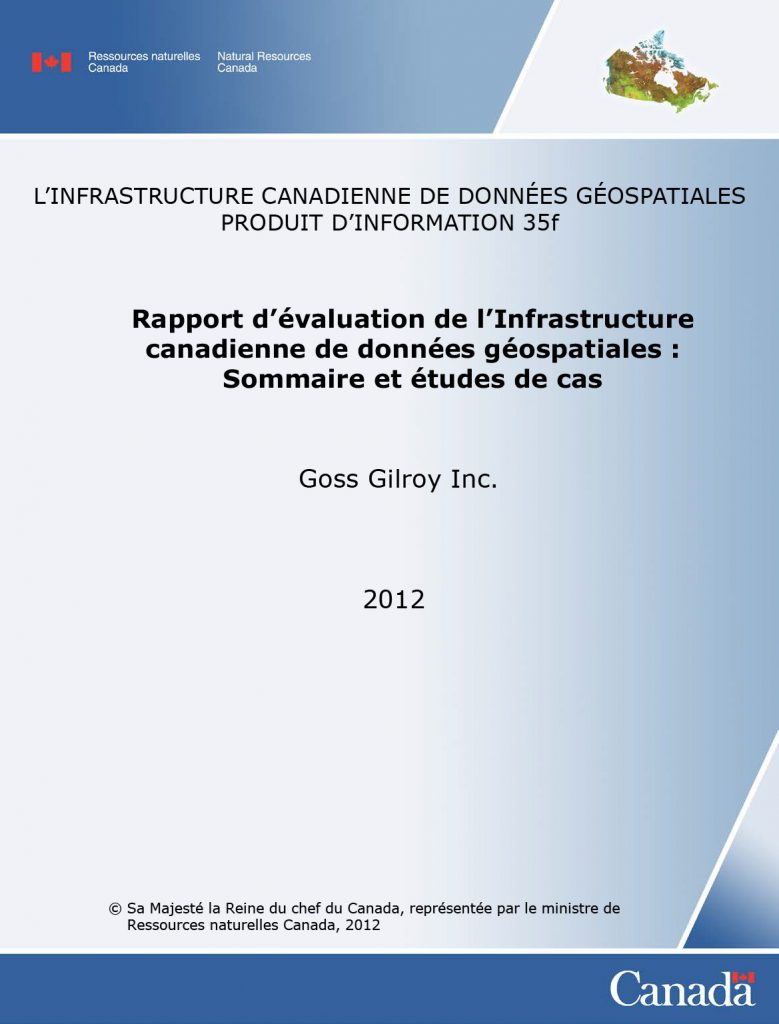 Ressources naturelles
Canada
Natural Resources
Canada
L’INFRASTRUCTURE CANADIENNE DE DONNÉES GÉOSPATIALES
PRODUIT D’INFORMATION 35f
Rapport d’évaluation de l’Infrastructure
canadienne de données géospatiales :
Sommaire et études de cas
Goss Gilroy Inc.
2012
© Sa Majesté la Reine du chef du Canada, représentée par le ministre de
Ressources naturelles Canada, 2012
Canada